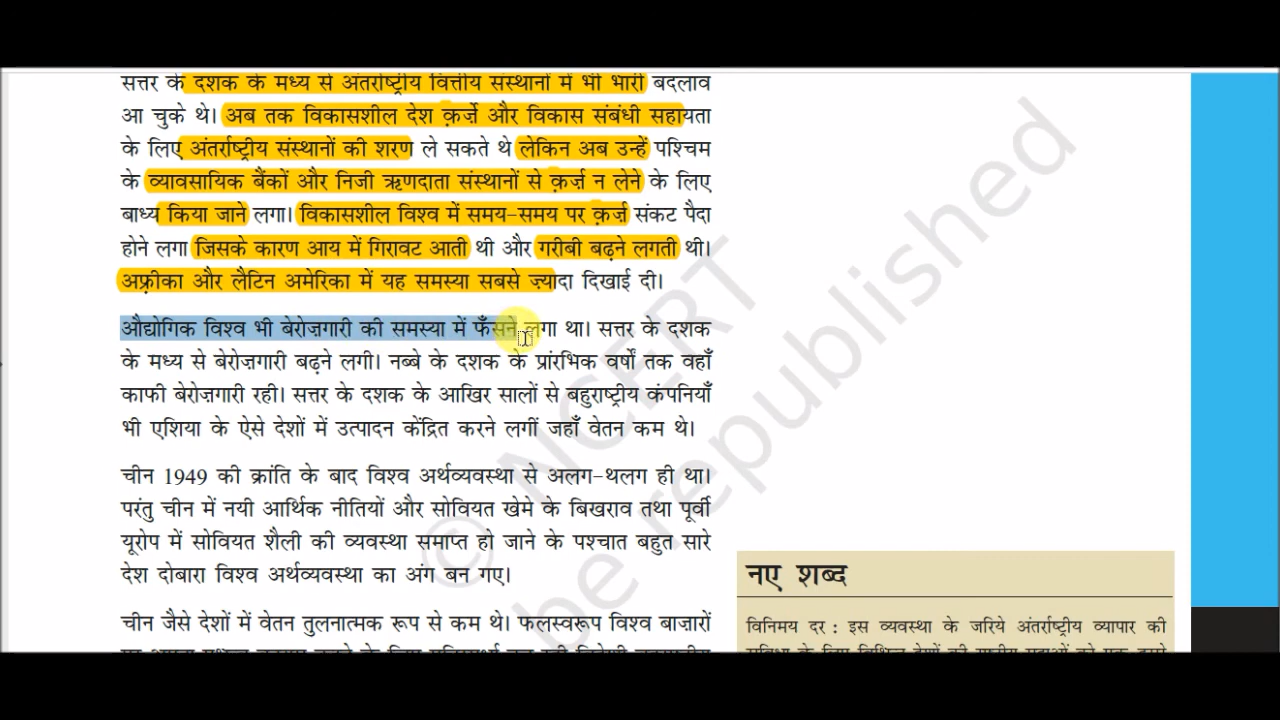 सत्तर के दशक के मध्य से अंतर्राष्ट्रीय वित्तीय संस्थानों में भी भारी बदलाव
आ चुके थे। अब तक विकासशील देश क़र्ज़े और विकास संबंधी सहायता
के लिए अंतर्राष्ट्रीय संस्थानों की शरण ले सकते थे लेकिन अब उन्हें पश्चिम
के व्यावसायिक बैंकों और निजी ऋणदाता संस्थानों से क़र्ज़ न लेने के लिए
बाध्य किया जाने लगा। विकासशील विश्व में समय-समय पर क़र्ज़ संकट पैदा
होने लगा जिसके कारण आय में गिरावट आती थी और गरीबी बढ़ने लगती थी।
अफ़्रीका और लैटिन अमेरिका में यह समस्या सबसे ज़्यादा दिखाई दी।
औद्योगिक विश्व भी बेरोज़गारी की समस्या में फँसने लगा था। सत्तर के दशक
के मध्य से बेरोज़गारी बढ़ने लगी। नब्बे के दशक के प्रारंभिक वर्षों तक वहाँ
काफी बेरोज़गारी रही। सत्तर के दशक के आखिर सालों से बहुराष्ट्रीय कंपनियाँ
भी एशिया के ऐसे देशों में उत्पादन केंद्रित करने लगीं जहाँ वेतन कम थे।
चीन 1949 की क्रांति के बाद विश्व अर्थव्यवस्था से अलग-थलग ही था।
परंतु चीन में नयी आर्थिक नीतियों और सोवियत खेमे के बिखराव तथा पूर्वी
यूरोप में सोवियत शैली की व्यवस्था समाप्त हो जाने के पश्चात बहुत सारे
देश दोबारा विश्व अर्थव्यवस्था का अंग बन गए।
चीन जैसे देशों में वेतन तुलनात्मक रूप से कम थे। फलस्वरूप विश्व बाज़ारों
नए शब्द
विनिमय दर : इस व्यवस्था के जरिये अंतर्राष्ट्रीय व्यापार की
© NCERT
be republished